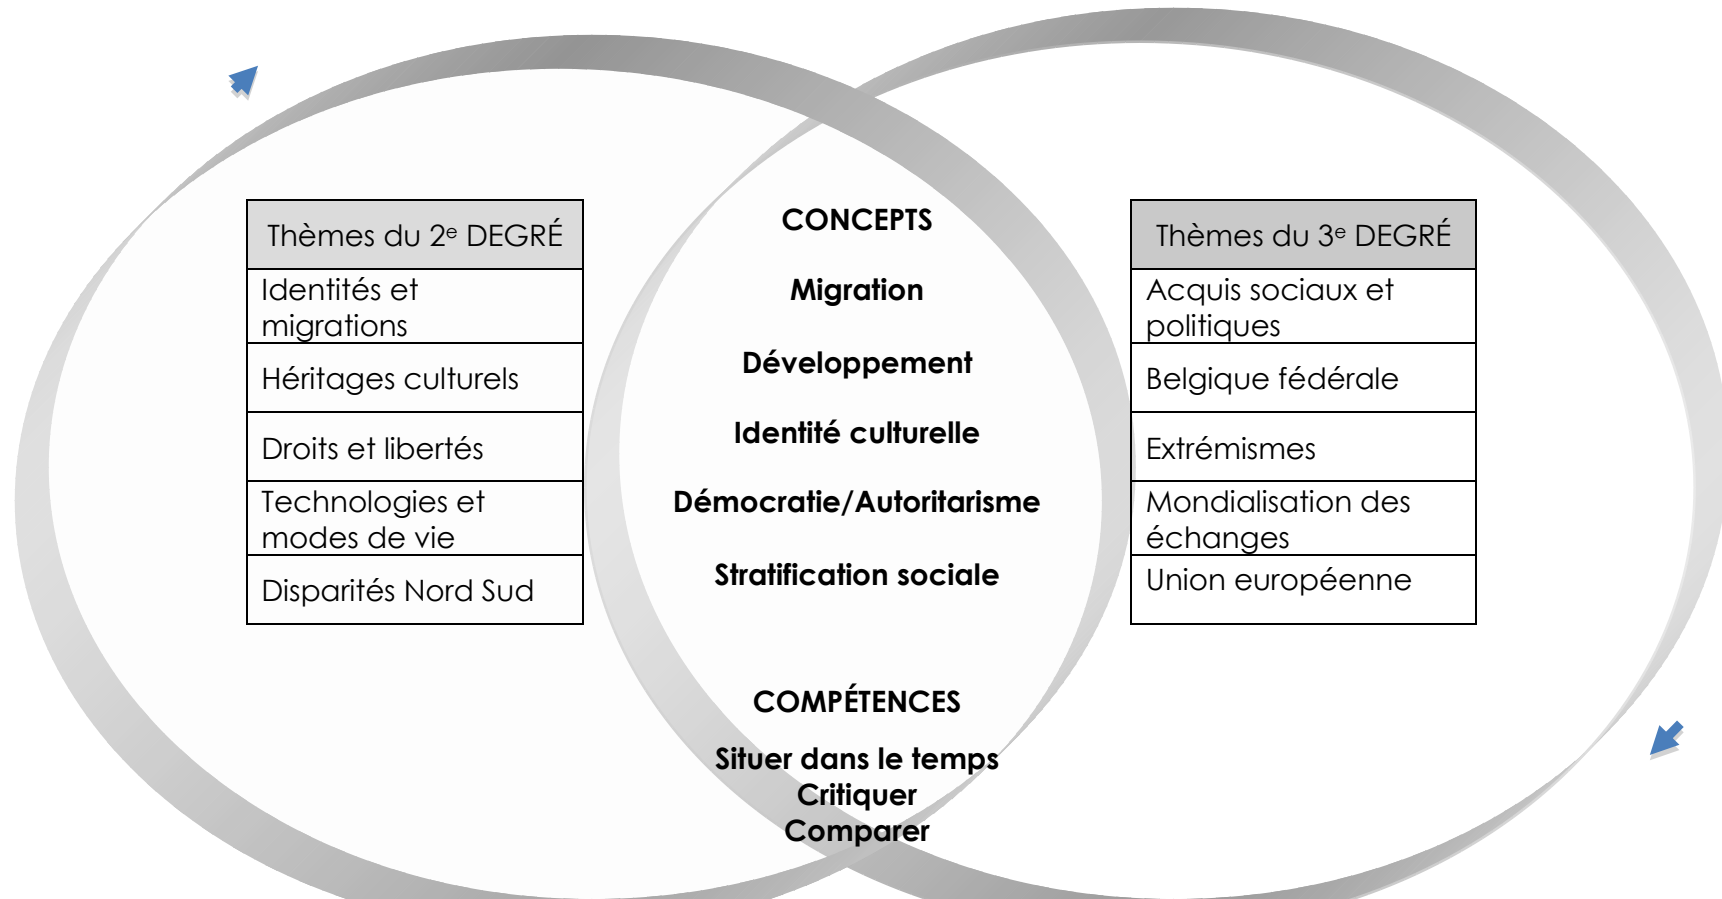 Thèmes du 2e DEGRÉ
Identités et
migrations
Héritages culturels
Droits et libertés
Technologies et
modes de vie
Disparités Nord Sud
CONCEPTS
Migration
Développement
Identité culturelle
Démocratie/Autoritarisme
Stratification sociale
COMPÉTENCES
Situer dans le temps
Critiquer
Comparer
Thèmes du 3e DEGRÉ
Acquis sociaux et
politiques
Belgique fédérale
Extrémismes
Mondialisation des
échanges
Union européenne